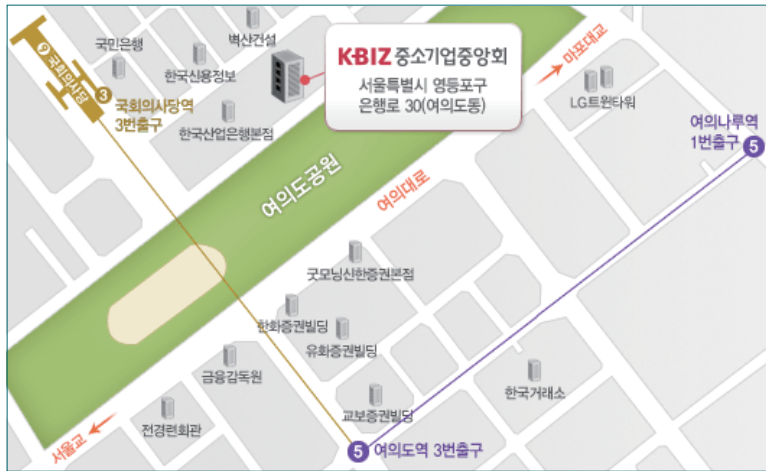 벽산건설
국민은행
한국신용정보
9 국회의사당
3
국회의사당역
3번출구
한국산업은행본점
K-BIZ 중소기업중앙회
서울특별시 영등포구
은행로 30(여의도동)
마포대교
LG트윈타워
여의나루역
1번출구
5
여의도공원
여의대로
굿모닝신한증권본점
한화증권빌딩
유화증권빌딩
금융감독원
한국거래소
교보증권빌딩
전경련회관
서울교
5 여의도역 3번출구